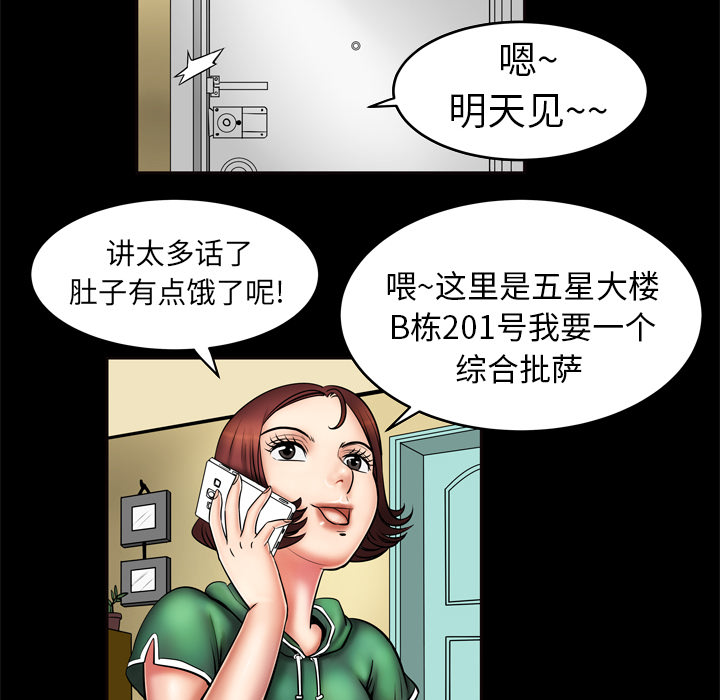 嗯~
明天见~~
讲太多话了
肚子有点饿了呢!
喂~这里是五星大楼
B栋201号我要一个
综合批萨